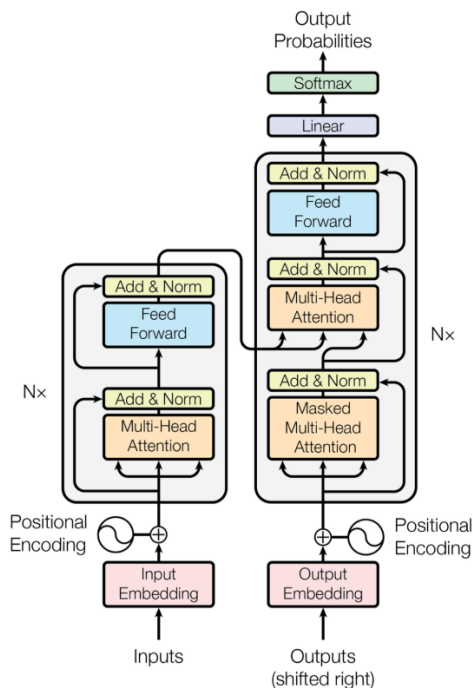 Output
Probabilities
Softmax
Linear
Add & Norm
Feed
Forward
Add & Norm
Multi-Head
Attention
Add & Norm
Masked
Multi-Head
Attention
N×
Positional
Encoding
Output
Embedding
Outputs
(shifted right)
Add & Norm
Feed
Forward
Add & Norm
Multi-Head
Attention
N×
Positional
Encoding
Input
Embedding
Inputs